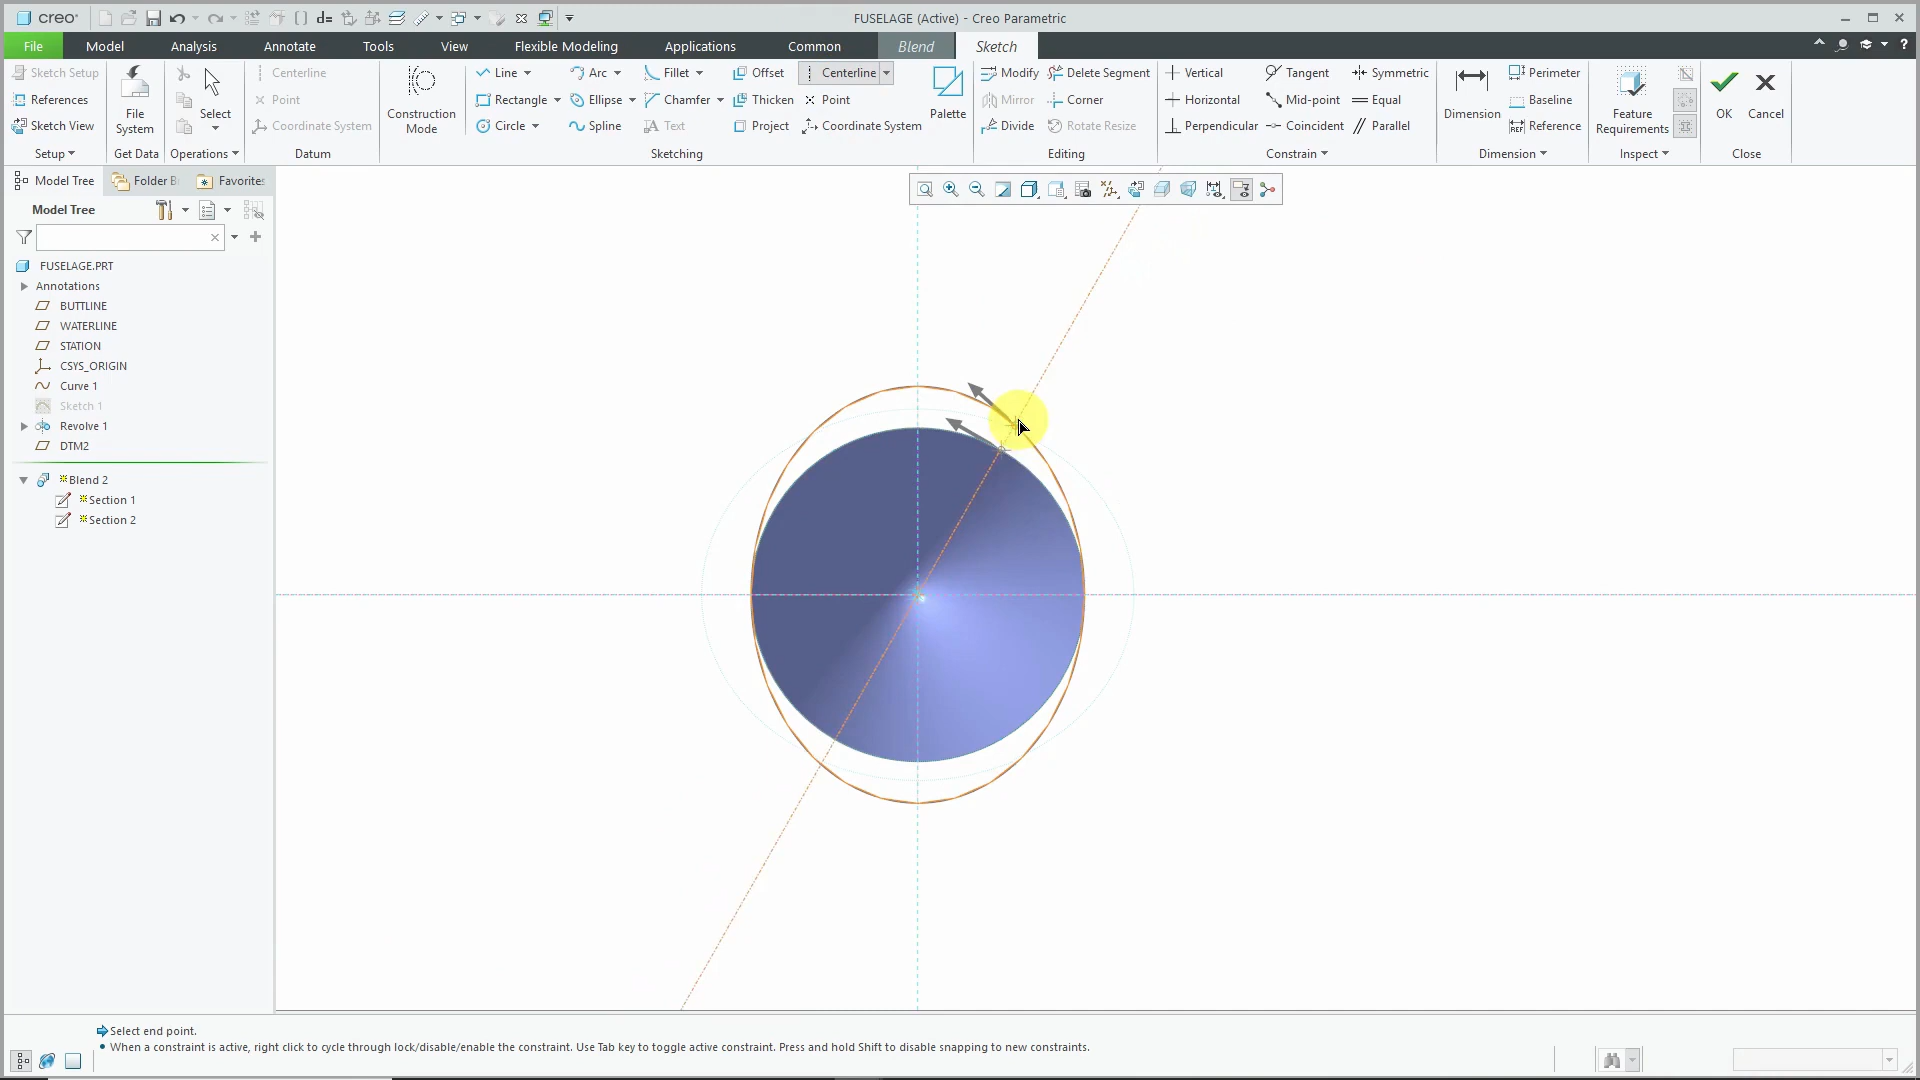 creo
FUSELAGE (Active) - Creo Parametric
File Model Analysis Annotate Tools View Flexible Modeling Applications Common Blend Sketch
Sketch Setup
References
Sketch View
Setup
File System
Get Data
Select
Operations
Centerline
Point
Coordinate System
Datum
Construction Mode
Line Arc Fillet Offset Centerline
Rectangle Ellipse Chamfer Thicken Point
Circle Spline Text Project Coordinate System
Palette
Sketching
Modify Delete Segment
Mirror Corner
Divide Rotate Resize
Editing
Vertical Tangent Symmetric
Horizontal Mid-point Equal
Perpendicular Coincident Parallel
Constrain
Dimension
Perimeter
Baseline
Reference
Dimension
Feature Requirements
Inspect
OK Cancel
Close
Model Tree Folder B Favorites
Model Tree
FUSELAGE.PRT
Annotations
BUTTLINE
WATERLINE
STATION
CSYS_ORIGIN
Curve 1
Sketch 1
Revolve 1
DTM2
Blend 2
Section 1
Section 2
Select end point.
When a constraint is active, right click to cycle through lock/disable/enable the constraint. Use Tab key to toggle active constraint. Press and hold Shift to disable snapping to new constraints.